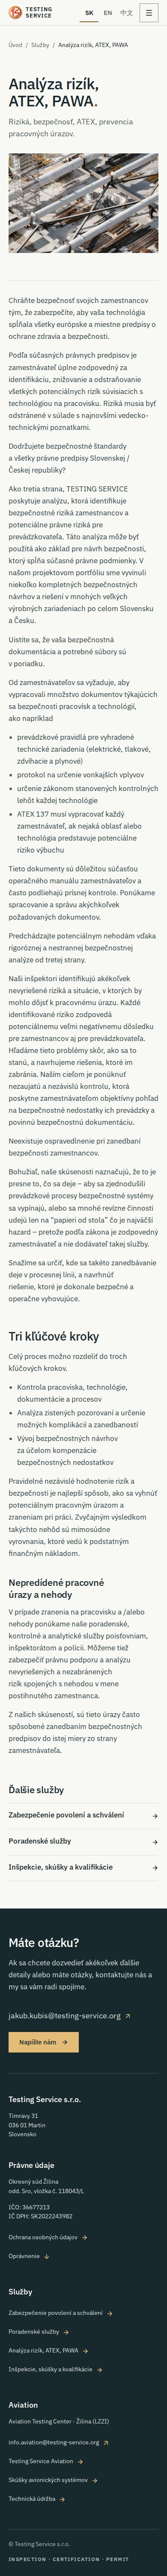 TESTING
SERVICE
SK EN 中文
Úvod / Služby / Analýza rizík, ATEX, PAWA
Analýza rizík,
ATEX, PAWA.
Riziká, bezpečnosť, ATEX, prevencia
pracovných úrazov.
Chráňte bezpečnosť svojich zamestnancov
tým, že zabezpečíte, aby vaša technológia
spĺňala všetky európske a miestne predpisy o
ochrane zdravia a bezpečnosti.
Podľa súčasných právnych predpisov je
zamestnávateľ úplne zodpovedný za
identifikáciu, znižovanie a odstraňovanie
všetkých potenciálnych rizík súvisiacich s
technológiou na pracovisku. Riziká musia byť
odstránené v súlade s najnovšími vedecko-
technickými poznatkami.
Dodržujete bezpečnostné štandardy
a všetky právne predpisy Slovenskej /
Českej republiky?
Ako tretia strana, TESTING SERVICE
poskytuje analýzu, ktorá identifikuje
bezpečnostné riziká zamestnancov a
potenciálne právne riziká pre
prevádzkovateľa. Táto analýza môže byť
použitá ako základ pre návrh bezpečnosti,
ktorý spĺňa súčasné právne podmienky. V
našom projektovom portfóliu sme vyvinuli
niekoľko kompletných bezpečnostných
návrhov a riešení v mnohých veľkých
výrobných zariadeniach po celom Slovensku
a Česku.
Uistite sa, že vaša bezpečnostná
dokumentácia a potrebné súbory sú
v poriadku.
Od zamestnávateľov sa vyžaduje, aby
vypracovali množstvo dokumentov týkajúcich
sa bezpečnosti pracovísk a technológií,
ako napríklad
• prevádzkové pravidlá pre vyhradené
technické zariadenia (elektrické, tlakové,
zdvíhacie a plynové)
• protokol na určenie vonkajších vplyvov
• určenie zákonom stanovených kontrolných
lehôt každej technológie
• ATEX 137 musí vypracovať každý
zamestnávateľ, ak nejaká oblasť alebo
technológia predstavuje potenciálne
riziko výbuchu
Tieto dokumenty sú dôležitou súčasťou
operačného manuálu zamestnávateľov a
často podliehajú prísnej kontrole. Ponúkame
spracovanie a správu akýchkoľvek
požadovaných dokumentov.
Predchádzajte potenciálnym nehodám vďaka
rigoróznej a nestrannej bezpečnostnej
analýze od tretej strany.
Naši inšpektori identifikujú akékoľvek
nevyriešené riziká a situácie, v ktorých by
mohlo dôjsť k pracovnému úrazu. Každé
identifikované riziko zodpovedá
potenciálnemu veľmi negatívnemu dôsledku
pre zamestnancov aj pre prevádzkovateľa.
Hľadáme tieto problémy skôr, ako sa to
stanú, a navrhujeme riešenia, ktoré im
zabránia. Našim cieľom je ponúknuť
nezaujatú a nezávislú kontrolu, ktorá
poskytne zamestnávateľom objektívny pohľad
na bezpečnostné nedostatky ich prevádzky a
povinnú bezpečnostnú dokumentáciu.
Neexistuje ospravedlnenie pri zanedbaní
bezpečnosti zamestnancov.
Bohužiaľ, naše skúsenosti naznačujú, že to je
presne to, čo sa deje – aby sa zjednodušili
prevádzkové procesy bezpečnostné systémy
sa vypínajú, alebo sa mnohé revízne činnosti
udejú len na “papieri od stola” čo je najväčší
hazard – pretože podľa zákona je zodpovedný
zamestnávateľ a nie dodávateľ takej služby.
Snažíme sa určiť, kde sa takéto zanedbávanie
deje v procesnej línii, a navrhnúť
riešenie, ktoré je dokonale bezpečné a
operačne vyhovujúce.
Tri kľúčové kroky
Celý proces možno rozdeliť do troch
kľúčových krokov.
• Kontrola pracoviska, technológie,
dokumentácie a procesov
• Analýza zistených pozorovaní a určenie
možných komplikácií a zanedbaností
• Vývoj bezpečnostných návrhov
za účelom kompenzácie
bezpečnostných nedostatkov
Pravidelné nezávislé hodnotenie rizík a
bezpečnosti je najlepší spôsob, ako sa vyhnúť
potenciálnym pracovným úrazom a
zraneniam pri práci. Zvyčajným výsledkom
takých nehôd sú mimosúdne
vyrovnania, ktoré vedú k podstatným
finančným nákladom.
Nepredídené pracovné
úrazy a nehody
V prípade zranenia na pracovisku a/alebo
nehody ponúkame naše poradenské,
kontrolné a analytické služby poisťovniam,
inšpektorátom a polícii. Môžeme tiež
zabezpečiť právnu podporu a analýzu
nevyriešených a nezabránených
rizík spojených s nehodou v mene
postihnutého zamestnanca.
Z našich skúseností, sú tieto úrazy často
spôsobené zanedbaním bezpečnostných
predpisov do istej miery zo strany
zamestnávateľa.
Ďalšie služby
Zabezpečenie povolení a schválení →
Poradenské služby →
Inšpekcie, skúšky a kvalifikácie →
Máte otázku?
Ak sa chcete dozvedieť akékoľvek ďalšie
detaily alebo máte otázky, kontaktujte nás a
my sa vám radi spojíme.
jakub.kubis@testing-service.org ↗
Napíšte nám →
Testing Service s.r.o.
Timravy 31
036 01 Martin
Slovensko
Právne údaje
Okresný súd Žilina
odd. Sro, vložka č. 118043/L
IČO: 36677213
IČ DPH: SK2022243982
Ochrana osobných údajov →
Oprávnenie ↓
Služby
Zabezpečenie povolení a schválení →
Poradenské služby →
Analýza rizík, ATEX, PAWA →
Inšpekcie, skúšky a kvalifikácie →
Aviation
Aviation Testing Center · Žilina (LZZI)
info.aviation@testing-service.org ↗
Testing Service Aviation →
Skúšky avionických systémov →
Technická údržba →
© Testing Service s.r.o.
INSPECTION · CERTIFICATION · PERMIT